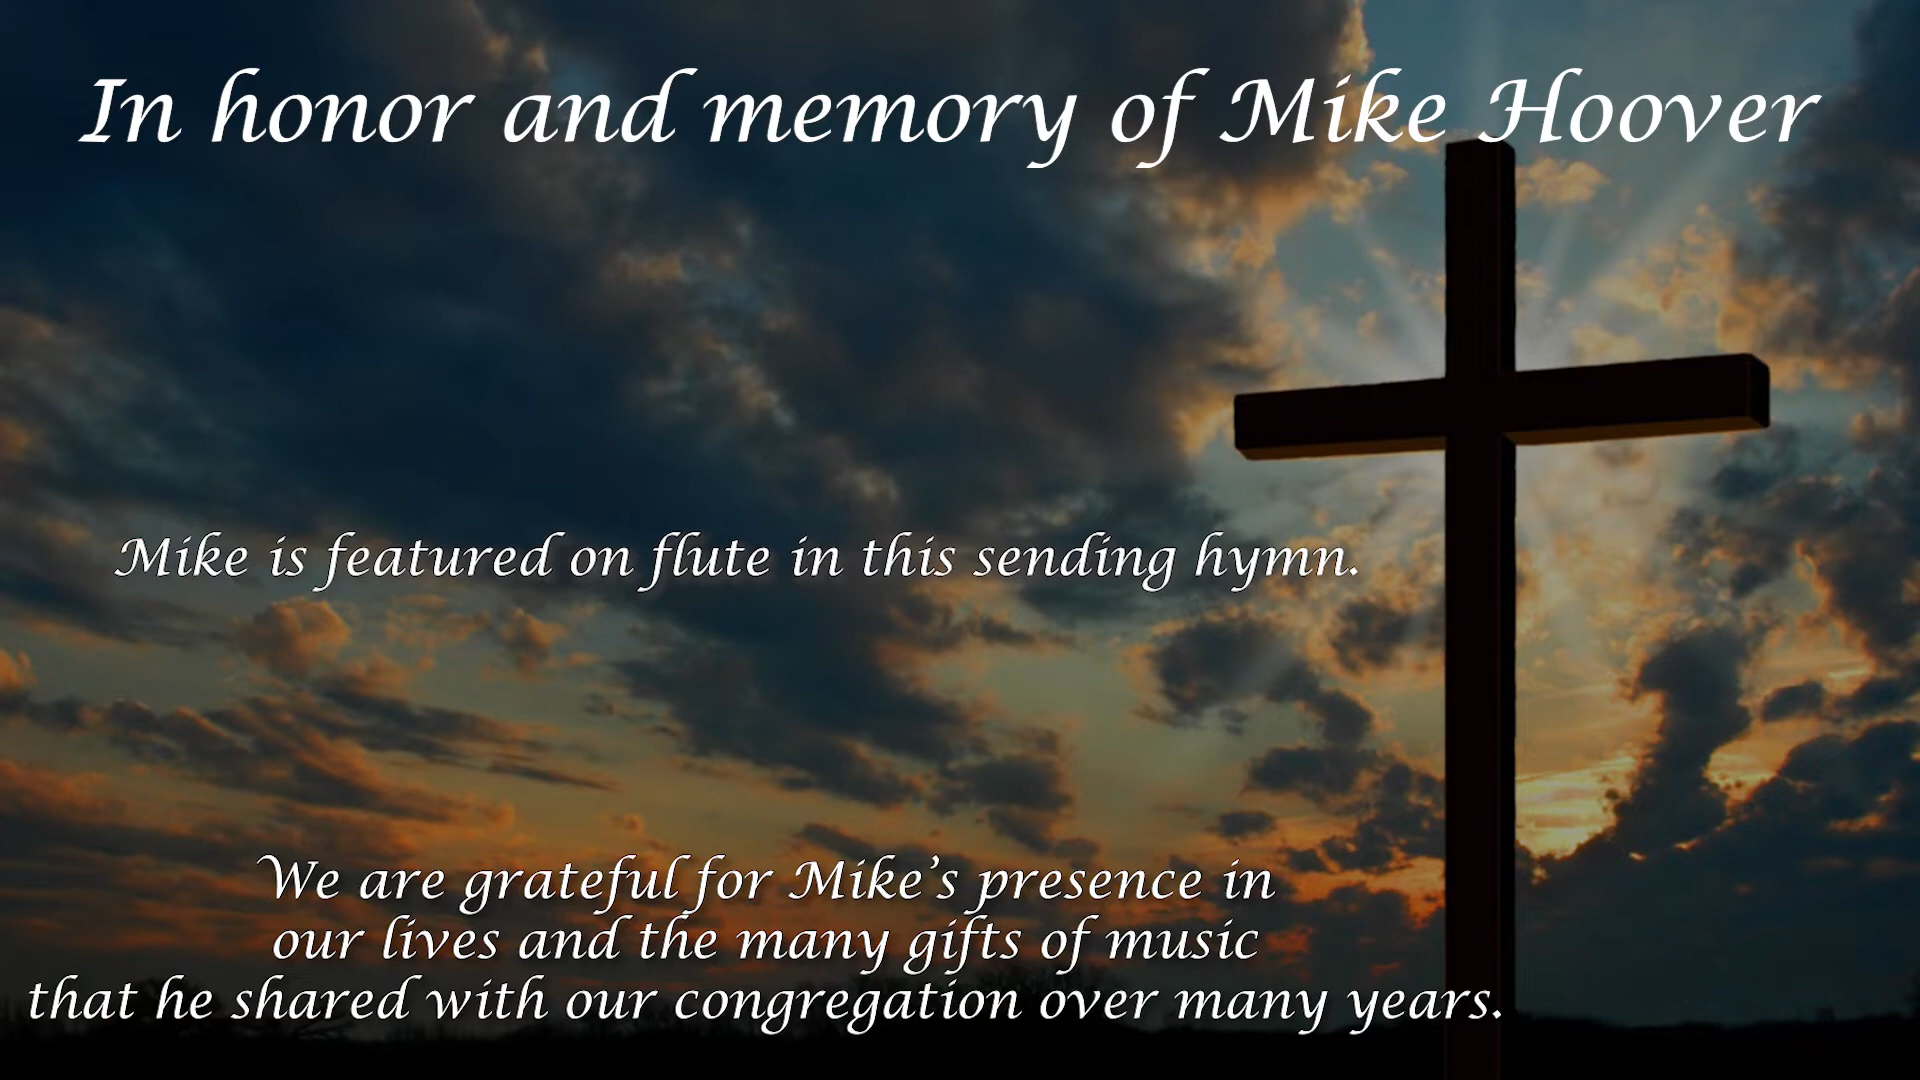 In honor and memory of Mike Hoover
Mike is featured on flute in this sending hymn.
We are grateful for Mike’s presence in
our lives and the many gifts of music
that he shared with our congregation over many years.